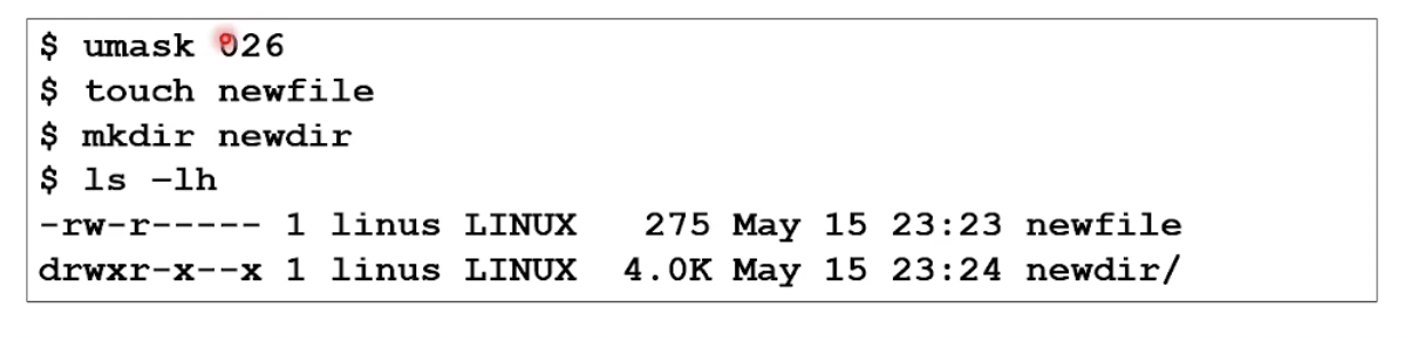 $ umask 026
$ touch newfile
$ mkdir newdir
$ ls –lh
-rw-r----- 1 linus LINUX 275 May 15 23:23 newfile
drwxr-x--x 1 linus LINUX 4.0K May 15 23:24 newdir/